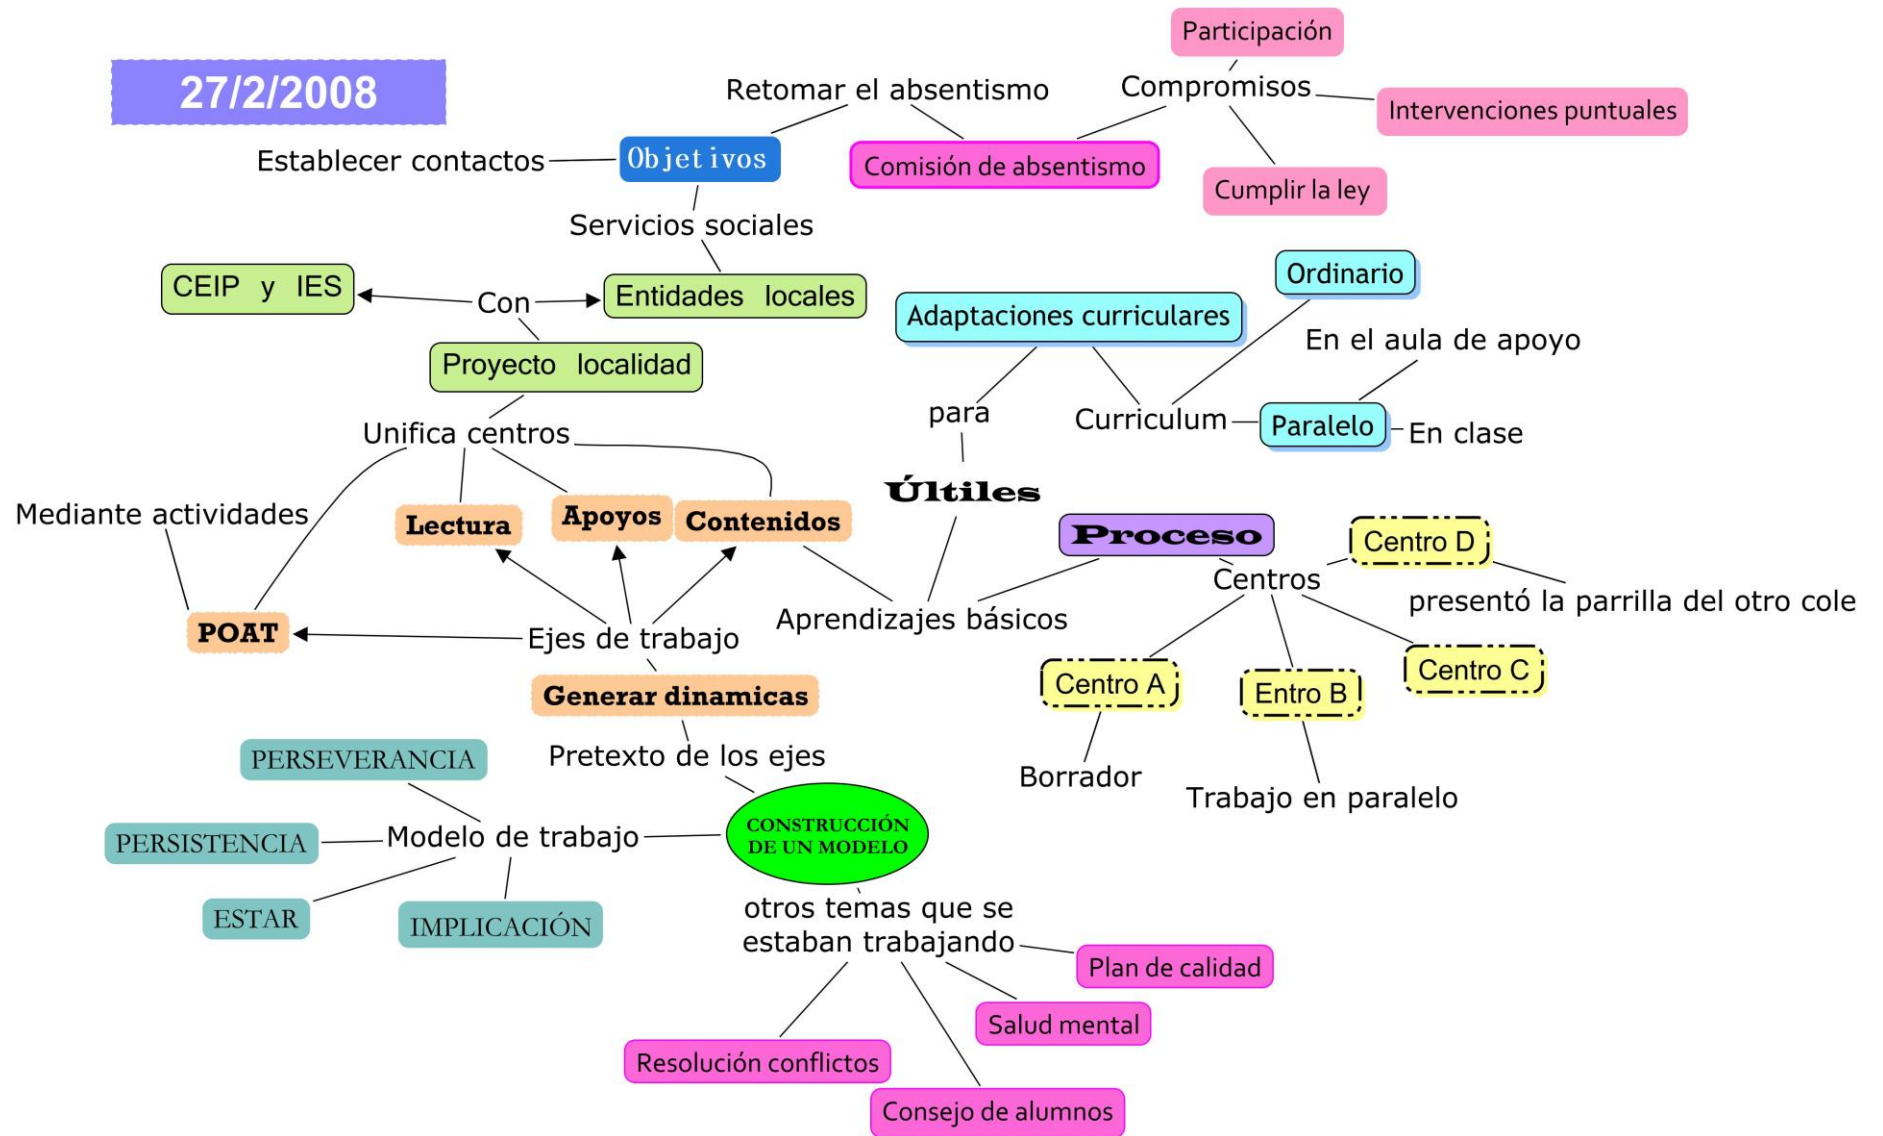 27/2/2008
Participación
Retomar el absentismo
Compromisos
Intervenciones puntuales
Establecer contactos
Objetivos
Comisión de absentismo
Cumplir la ley
Servicios sociales
CEIP y IES
Con
Entidades locales
Ordinario
Adaptaciones curriculares
En el aula de apoyo
Proyecto localidad
para
Curriculum
Paralelo
En clase
Unifica centros
Últiles
Mediante actividades
Lectura
Apoyos
Contenidos
Proceso
Centro D
Centros
presentó la parrilla del otro cole
POAT
Ejes de trabajo
Aprendizajes básicos
Centro A
Entro B
Centro C
Generar dinamicas
PERSEVERANCIA
Pretexto de los ejes
Borrador
Trabajo en paralelo
PERSISTENCIA
Modelo de trabajo
CONSTRUCCIÓN
DE UN MODELO
ESTAR
IMPLICACIÓN
otros temas que se
estaban trabajando
Plan de calidad
Salud mental
Resolución conflictos
Consejo de alumnos